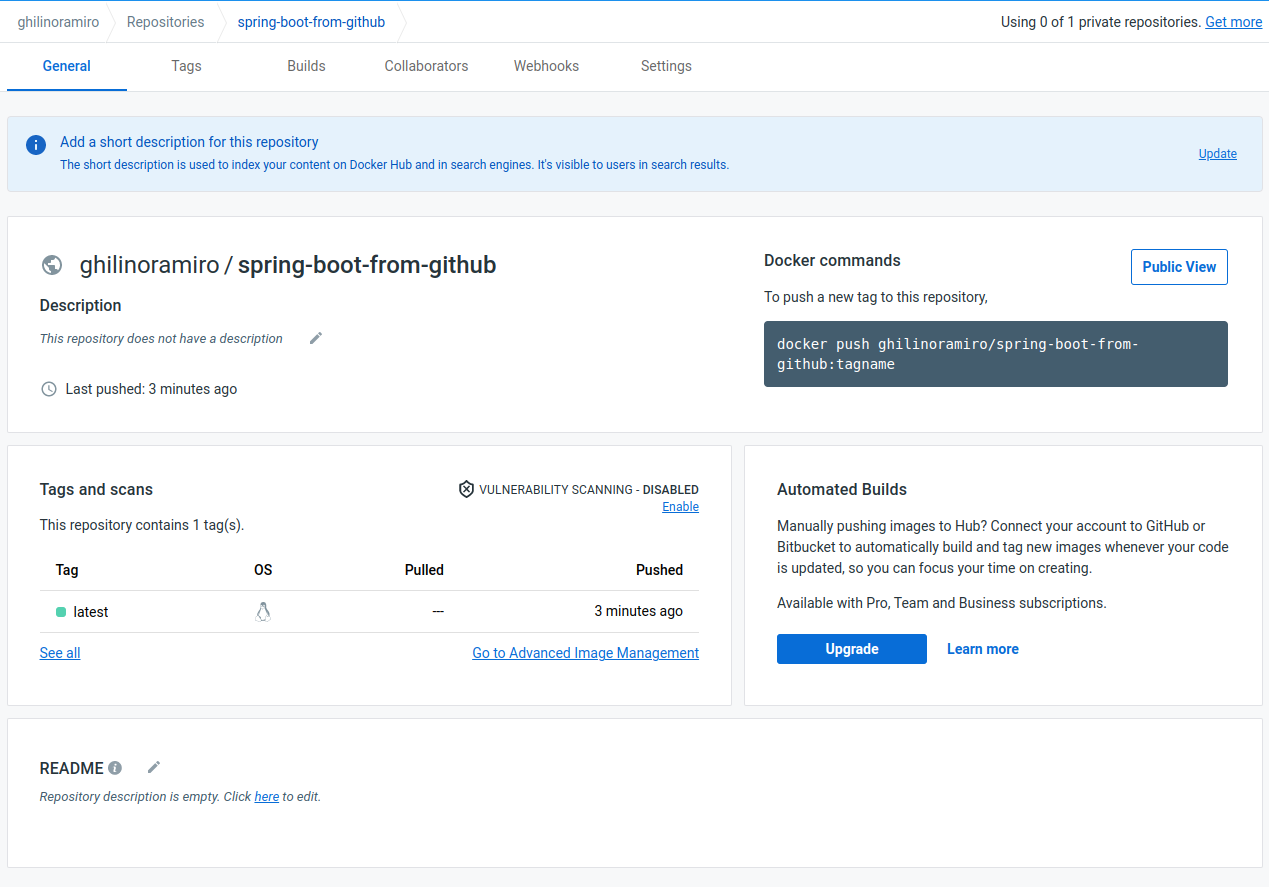 ghilinoramiro Repositories spring-boot-from-github Using 0 of 1 private repositories. Get more
General Tags Builds Collaborators Webhooks Settings
Add a short description for this repository
The short description is used to index your content on Docker Hub and in search engines. It's visible to users in search results.
Update
ghilinoramiro / spring-boot-from-github
Description
This repository does not have a description
Last pushed: 3 minutes ago
Docker commands
Public View
To push a new tag to this repository,
docker push ghilinoramiro/spring-boot-from-
github:tagname
Tags and scans
VULNERABILITY SCANNING - DISABLED
Enable
This repository contains 1 tag(s).
Tag OS Pulled Pushed
latest --- 3 minutes ago
See all Go to Advanced Image Management
Automated Builds
Manually pushing images to Hub? Connect your account to GitHub or
Bitbucket to automatically build and tag new images whenever your code
is updated, so you can focus your time on creating.
Available with Pro, Team and Business subscriptions.
Upgrade Learn more
README
Repository description is empty. Click here to edit.